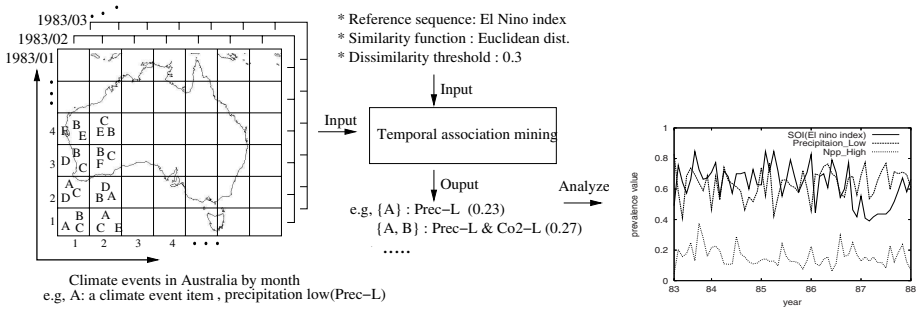 1983/03
1983/02
1983/01
4 E B E C E B
3 D B C B C F
2 A D C D B A
1 A B C A C E
1 2 3 4
Climate events in Australia by month
e.g, A: a climate event item , precipitation low(Prec-L)
* Reference sequence: El Nino index
* Similarity function : Euclidean dist.
* Dissimilarity threshold : 0.3
Input
Input
Temporal association mining
Ouput
Analyze
e.g, {A} : Prec-L (0.23)
{A, B} : Prec-L & Co2-L (0.27)
.....
SOI(El nino index)
Precipitaion_Low
Npp_High
prevalence value
1
0.8
0.6
0.4
0.2
0
83 84 85 86 87 88
year